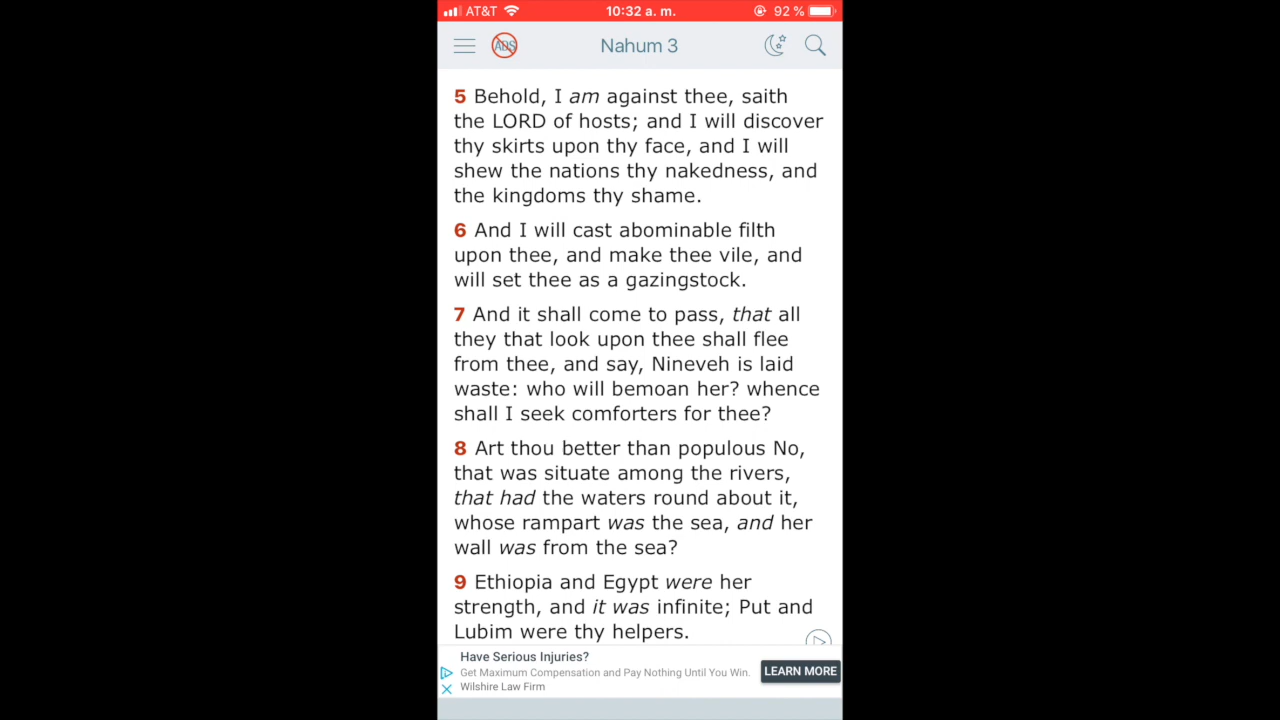 AT&T 10:32 a. m. 92 %
ADS Nahum 3
5 Behold, I am against thee, saith
the LORD of hosts; and I will discover
thy skirts upon thy face, and I will
shew the nations thy nakedness, and
the kingdoms thy shame.
6 And I will cast abominable filth
upon thee, and make thee vile, and
will set thee as a gazingstock.
7 And it shall come to pass, that all
they that look upon thee shall flee
from thee, and say, Nineveh is laid
waste: who will bemoan her? whence
shall I seek comforters for thee?
8 Art thou better than populous No,
that was situate among the rivers,
that had the waters round about it,
whose rampart was the sea, and her
wall was from the sea?
9 Ethiopia and Egypt were her
strength, and it was infinite; Put and
Lubim were thy helpers.
Have Serious Injuries?
Get Maximum Compensation and Pay Nothing Until You Win.
Wilshire Law Firm
LEARN MORE